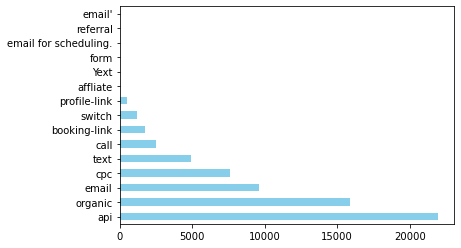 email'
referral
email for scheduling.
form
Yext
affliate
profile-link
switch
booking-link
call
text
cpc
email
organic
api
0 5000 10000 15000 20000